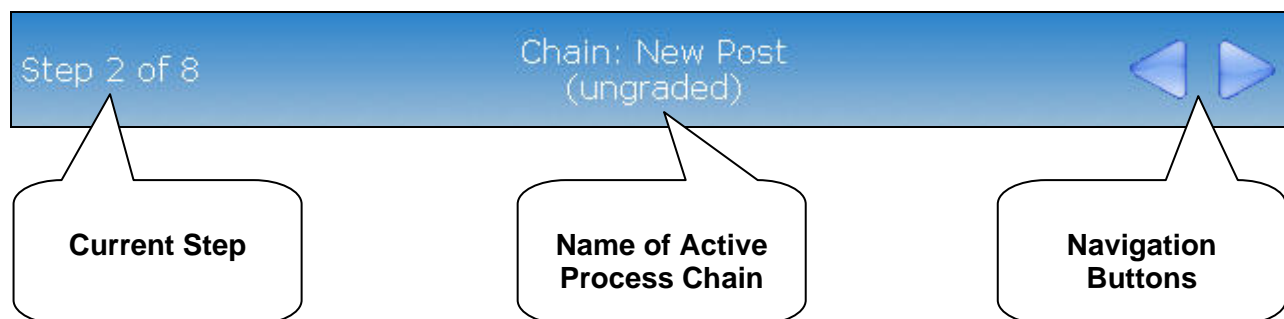 Step 2 of 8
Chain: New Post
(ungraded)
Current Step
Name of Active
Process Chain
Navigation
Buttons